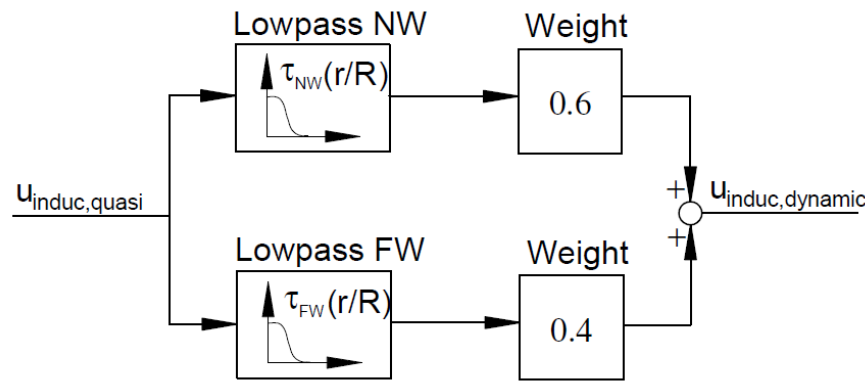 Lowpass NW
Weight
τNW(r/R)
0.6
uinduc,quasi
+
uinduc,dynamic
+
Lowpass FW
Weight
τFW(r/R)
0.4